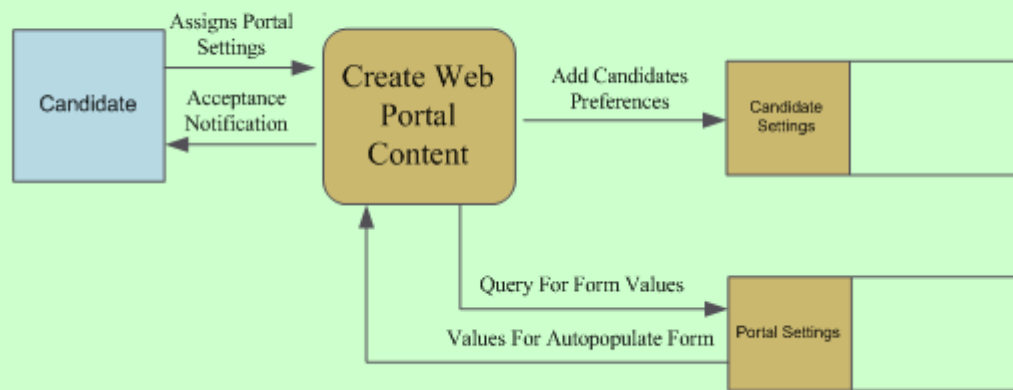 Assigns Portal
Settings
Candidate
Acceptance
Notification
Create Web
Portal
Content
Add Candidates
Preferences
Candidate
Settings
Query For Form Values
Values For Autopopulate Form
Portal Settings